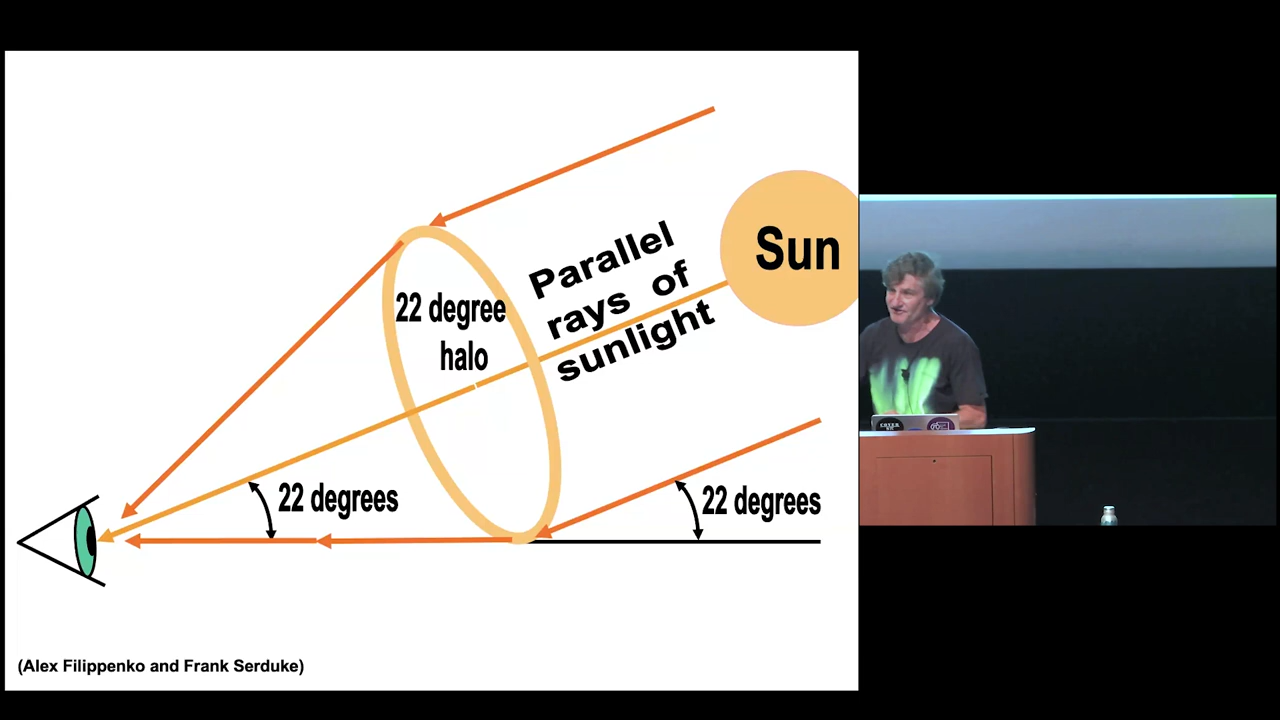 Parallel
rays of
sunlight
Sun
22 degree
halo
22 degrees
22 degrees
(Alex Filippenko and Frank Serduke)